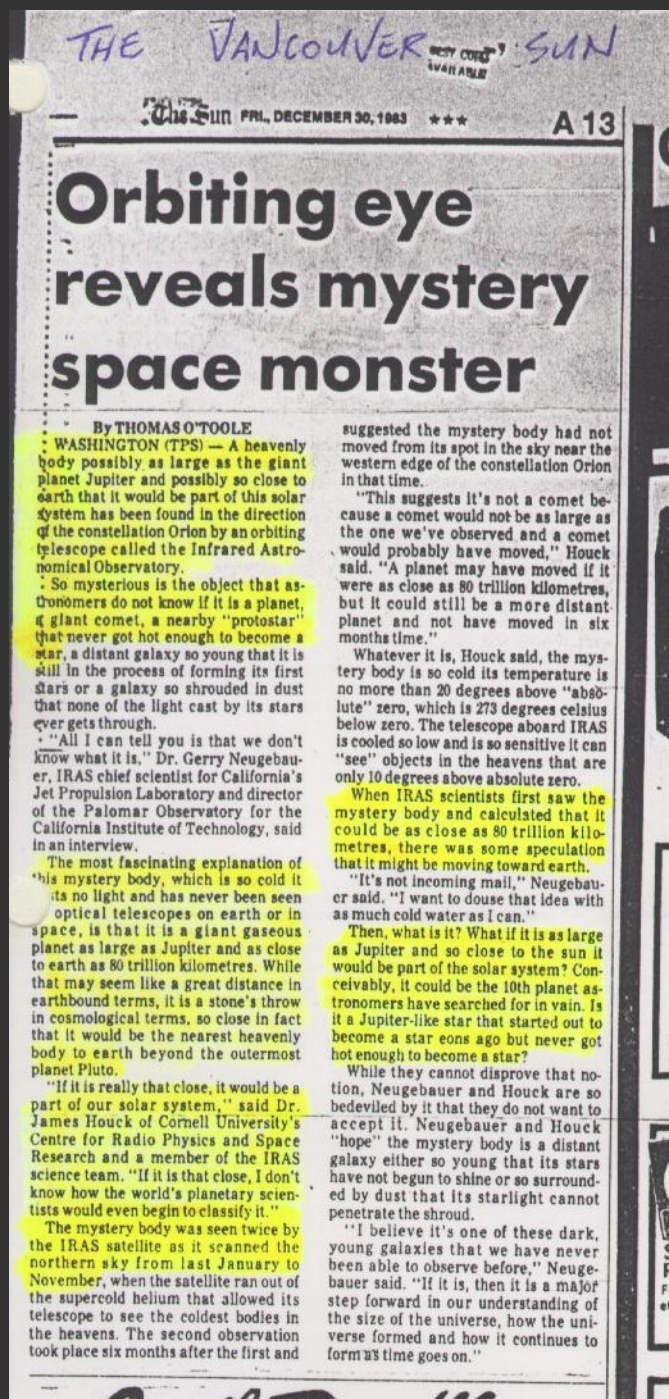 THE VANCOUVER SUN
BEST COPY
AVAILABLE
The Sun FRI., DECEMBER 30, 1983 ★★★ A 13
Orbiting eye
reveals mystery
space monster
By THOMAS O'TOOLE
WASHINGTON (TPS) — A heavenly
body possibly as large as the giant
planet Jupiter and possibly so close to
earth that it would be part of this solar
system has been found in the direction
of the constellation Orion by an orbiting
telescope called the Infrared Astro-
nomical Observatory.
So mysterious is the object that as-
tronomers do not know if it is a planet,
a giant comet, a nearby "protostar"
that never got hot enough to become a
star, a distant galaxy so young that it is
still in the process of forming its first
stars or a galaxy so shrouded in dust
that none of the light cast by its stars
ever gets through.
"All I can tell you is that we don't
know what it is," Dr. Gerry Neugebau-
er, IRAS chief scientist for California's
Jet Propulsion Laboratory and director
of the Palomar Observatory for the
California Institute of Technology, said
in an interview.
The most fascinating explanation of
this mystery body, which is so cold it
its no light and has never been seen
optical telescopes on earth or in
space, is that it is a giant gaseous
planet as large as Jupiter and as close
to earth as 80 trillion kilometres. While
that may seem like a great distance in
earthbound terms, it is a stone's throw
in cosmological terms, so close in fact
that it would be the nearest heavenly
body to earth beyond the outermost
planet Pluto.
"If it is really that close, it would be a
part of our solar system," said Dr.
James Houck of Cornell University's
Centre for Radio Physics and Space
Research and a member of the IRAS
science team. "If it is that close, I don't
know how the world's planetary scien-
tists would even begin to classify it."
The mystery body was seen twice by
the IRAS satellite as it scanned the
northern sky from last January to
November, when the satellite ran out of
the supercold helium that allowed its
telescope to see the coldest bodies in
the heavens. The second observation
took place six months after the first and
suggested the mystery body had not
moved from its spot in the sky near the
western edge of the constellation Orion
in that time.
"This suggests it's not a comet be-
cause a comet would not be as large as
the one we've observed and a comet
would probably have moved," Houck
said. "A planet may have moved if it
were as close as 80 trillion kilometres,
but it could still be a more distant
planet and not have moved in six
months time."
Whatever it is, Houck said, the mys-
tery body is so cold its temperature is
no more than 20 degrees above "abso-
lute" zero, which is 273 degrees celsius
below zero. The telescope aboard IRAS
is cooled so low and is so sensitive it can
"see" objects in the heavens that are
only 10 degrees above absolute zero.
When IRAS scientists first saw the
mystery body and calculated that it
could be as close as 80 trillion kilo-
metres, there was some speculation
that it might be moving toward earth.
"It's not incoming mail," Neugebau-
er said. "I want to douse that idea with
as much cold water as I can."
Then, what is it? What if it is as large
as Jupiter and so close to the sun it
would be part of the solar system? Con-
ceivably, it could be the 10th planet as-
tronomers have searched for in vain. Is
it a Jupiter-like star that started out to
become a star eons ago but never got
hot enough to become a star?
While they cannot disprove that no-
tion, Neugebauer and Houck are so
bedeviled by it that they do not want to
accept it. Neugebauer and Houck
"hope" the mystery body is a distant
galaxy either so young that its stars
have not begun to shine or so surround-
ed by dust that its starlight cannot
penetrate the shroud.
"I believe it's one of these dark,
young galaxies that we have never
been able to observe before," Neuge-
bauer said. "If it is, then it is a major
step forward in our understanding of
the size of the universe, how the uni-
verse formed and how it continues to
form as time goes on."